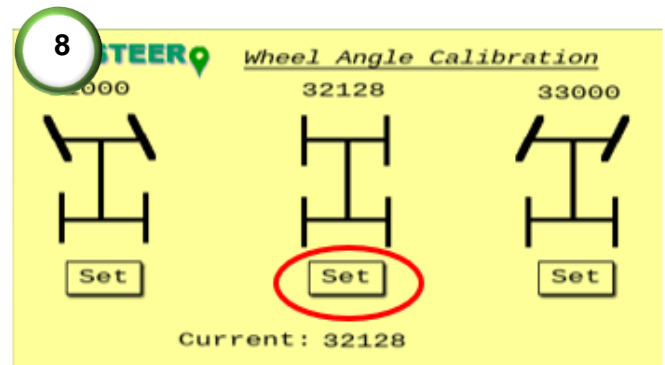 8
STEER Wheel Angle Calibration
32128 33000
Set Set Set
Current: 32128